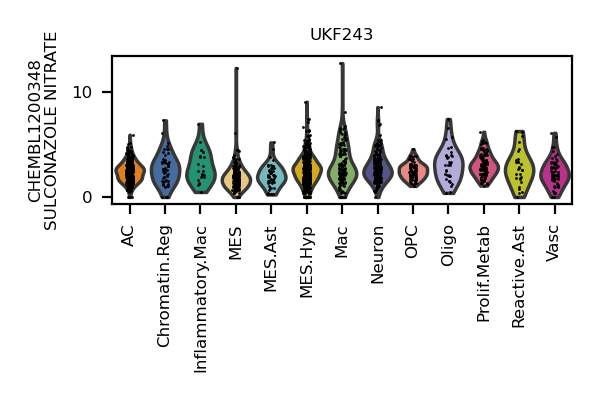 UKF243
CHEMBL1200348
SULCONAZOLE NITRATE
10
0
AC
Chromatin.Reg
Inflammatory.Mac
MES
MES.Ast
MES.Hyp
Mac
Neuron
OPC
Oligo
Prolif.Metab
Reactive.Ast
Vasc